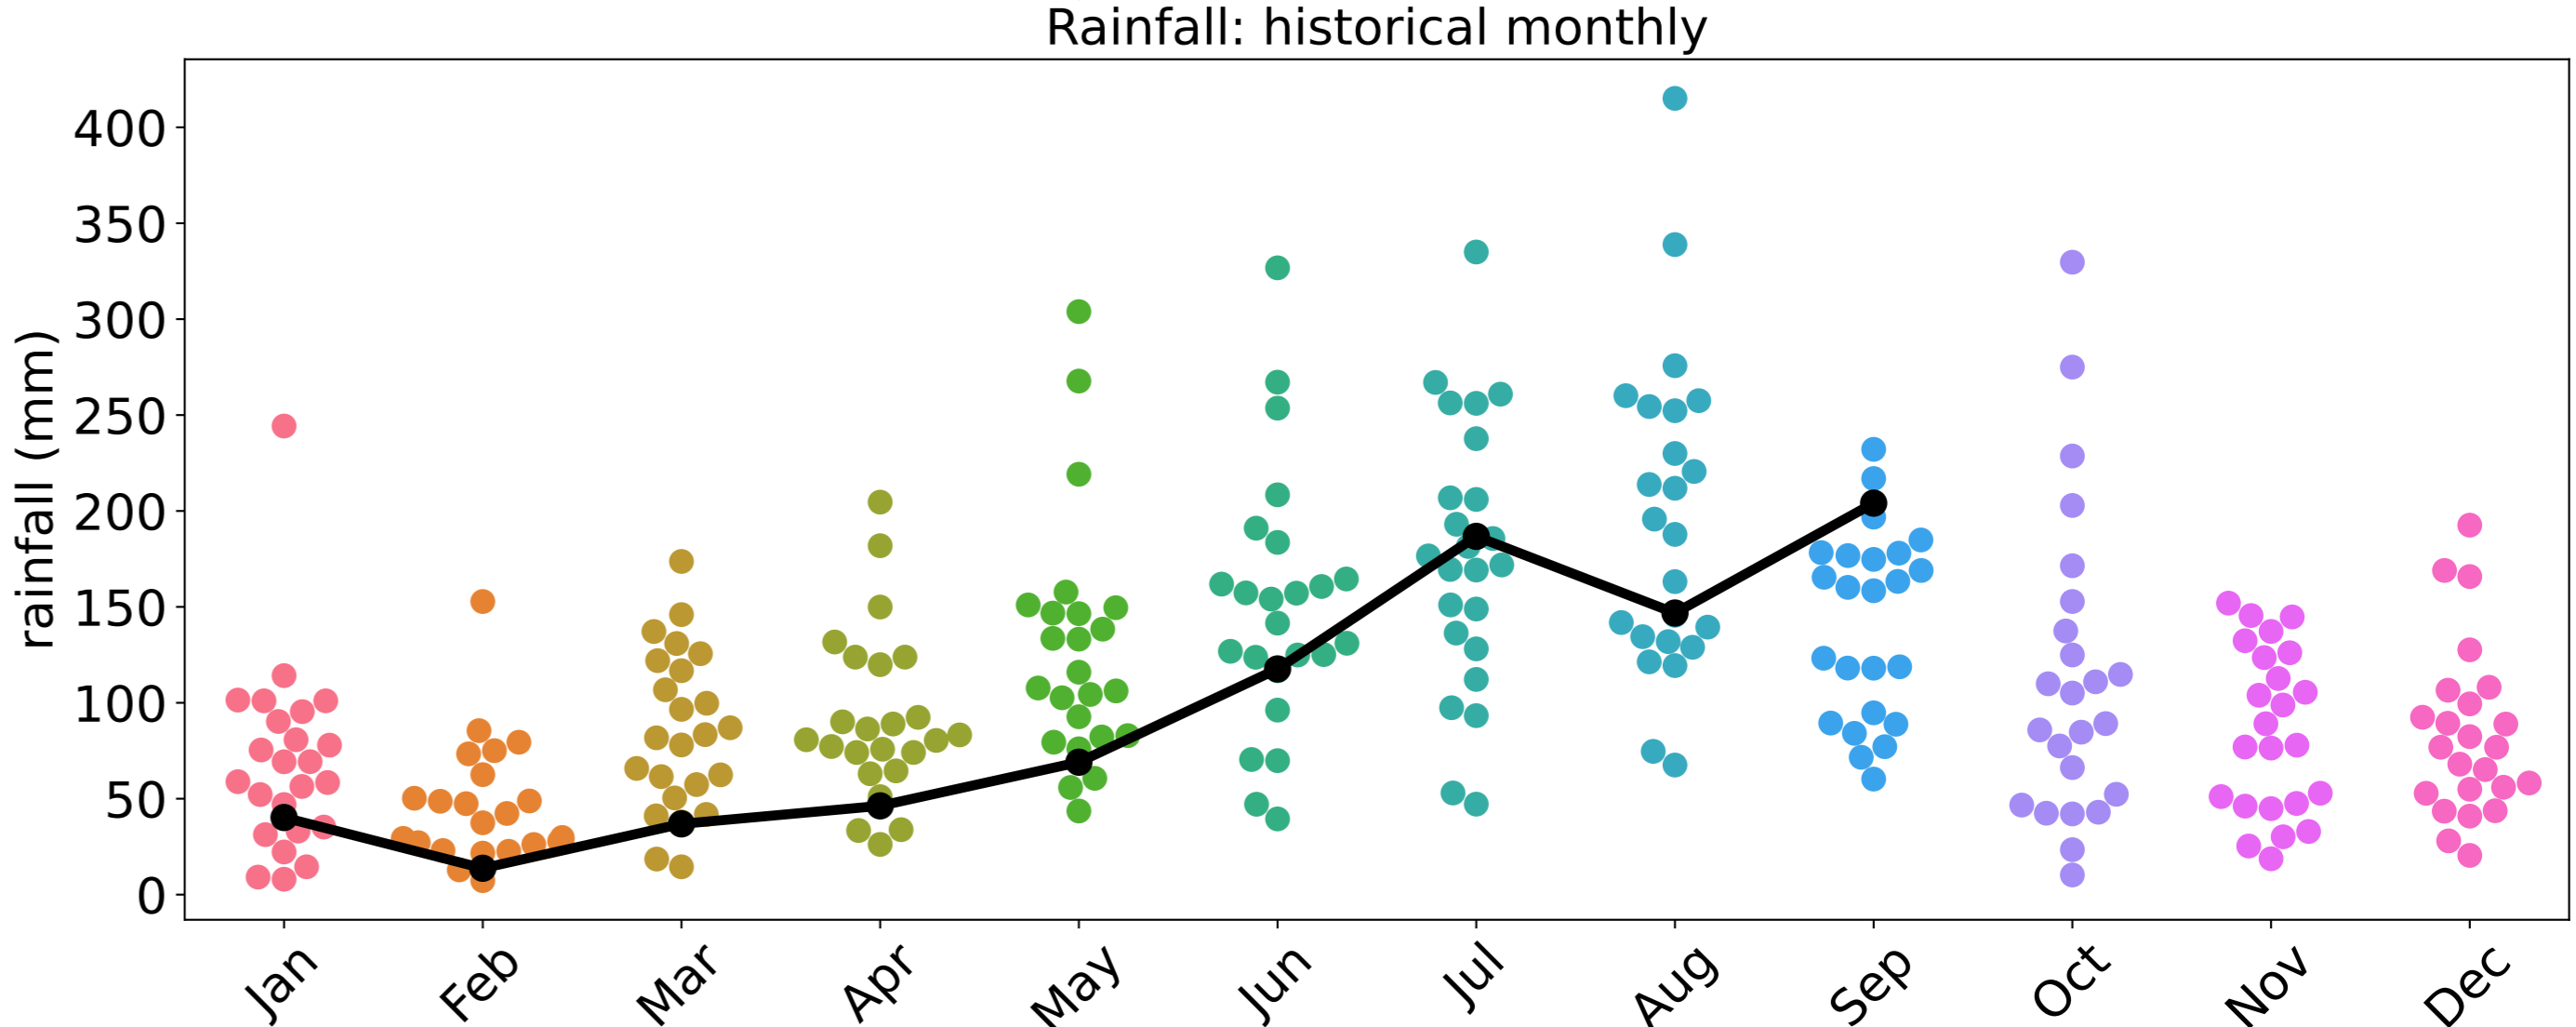 Rainfall: historical monthly
rainfall (mm)
400
350
300
250
200
150
100
50
0
Jan
Feb
Mar
Apr
May
Jun
Jul
Aug
Sep
Oct
Nov
Dec